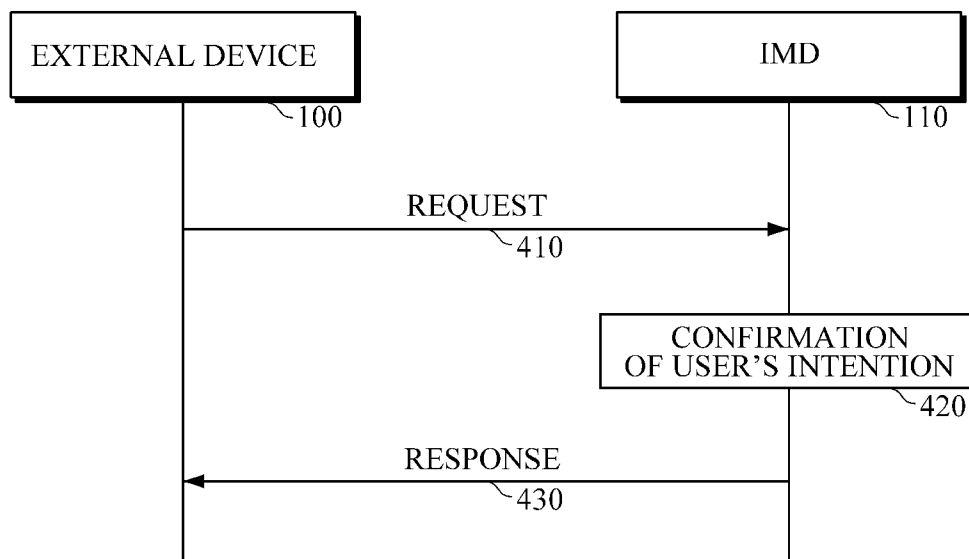 EXTERNAL DEVICE
IMD
100
110
REQUEST
410
CONFIRMATION
OF USER’S INTENTION
420
RESPONSE
430